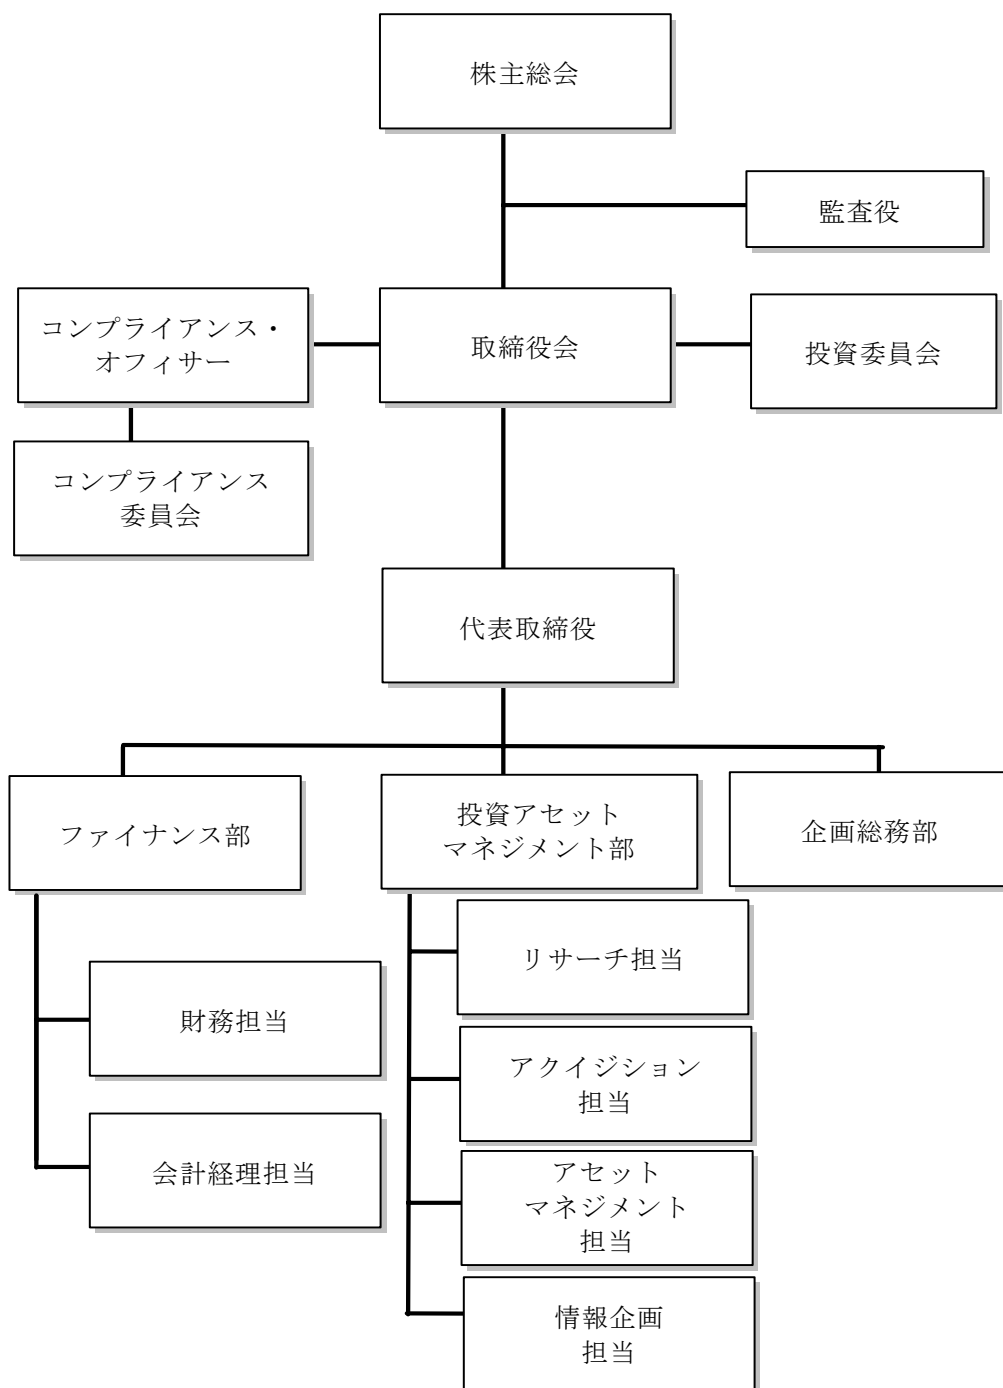 株主総会
監査役
コンプライアンス・
オフィサー
取締役会
投資委員会
コンプライアンス
委員会
代表取締役
ファイナンス部
投資アセット
マネジメント部
企画総務部
リサーチ担当
財務担当
アクイジション
担当
会計経理担当
アセット
マネジメント
担当
情報企画
担当